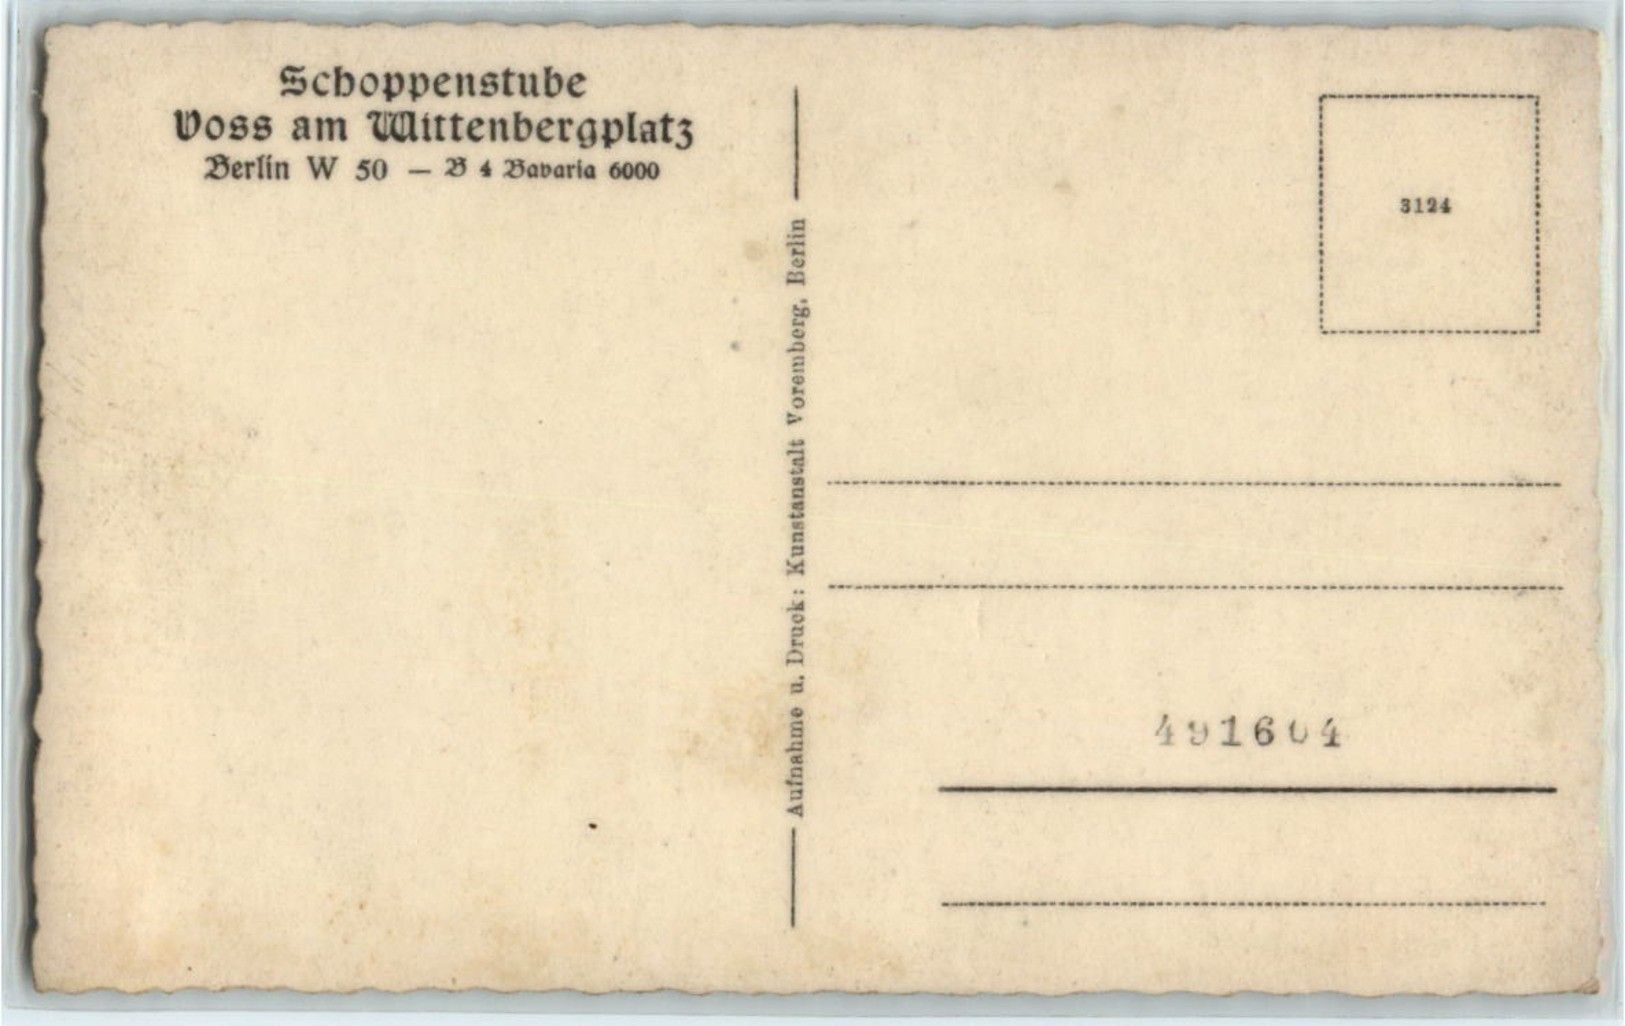 Schoppenstube
Voss am Wittenbergplatz
Berlin W 50 – B 4 Bavaria 6000
3124
Aufnahme u. Druck: Kunstanstalt Voremberg, Berlin
491604